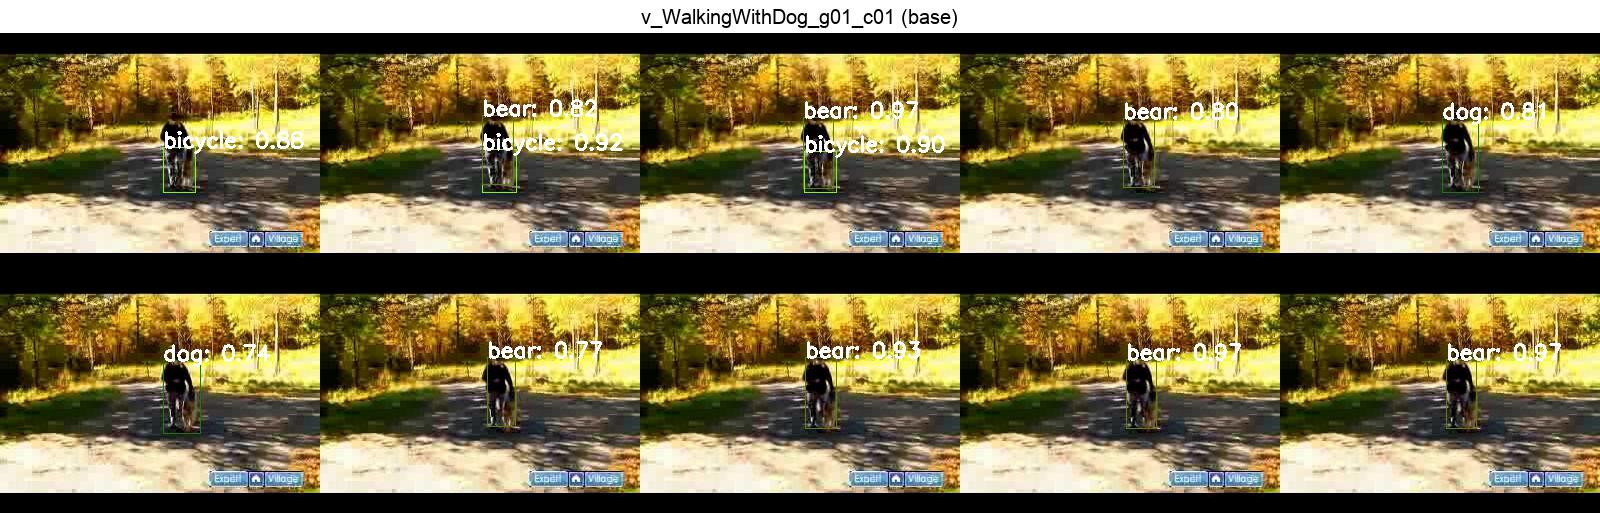 v_WalkingWithDog_g01_c01 (base)
bicycle: 0.88
bear: 0.82
bicycle: 0.92
bear: 0.97
bicycle: 0.90
bear: 0.80
dog: 0.81
Expert Village
Expert Village
Expert Village
Expert Village
Expert Village
dog: 0.74
bear: 0.77
bear: 0.93
bear: 0.97
bear: 0.97
Expert Village
Expert Village
Expert Village
Expert Village
Expert Village